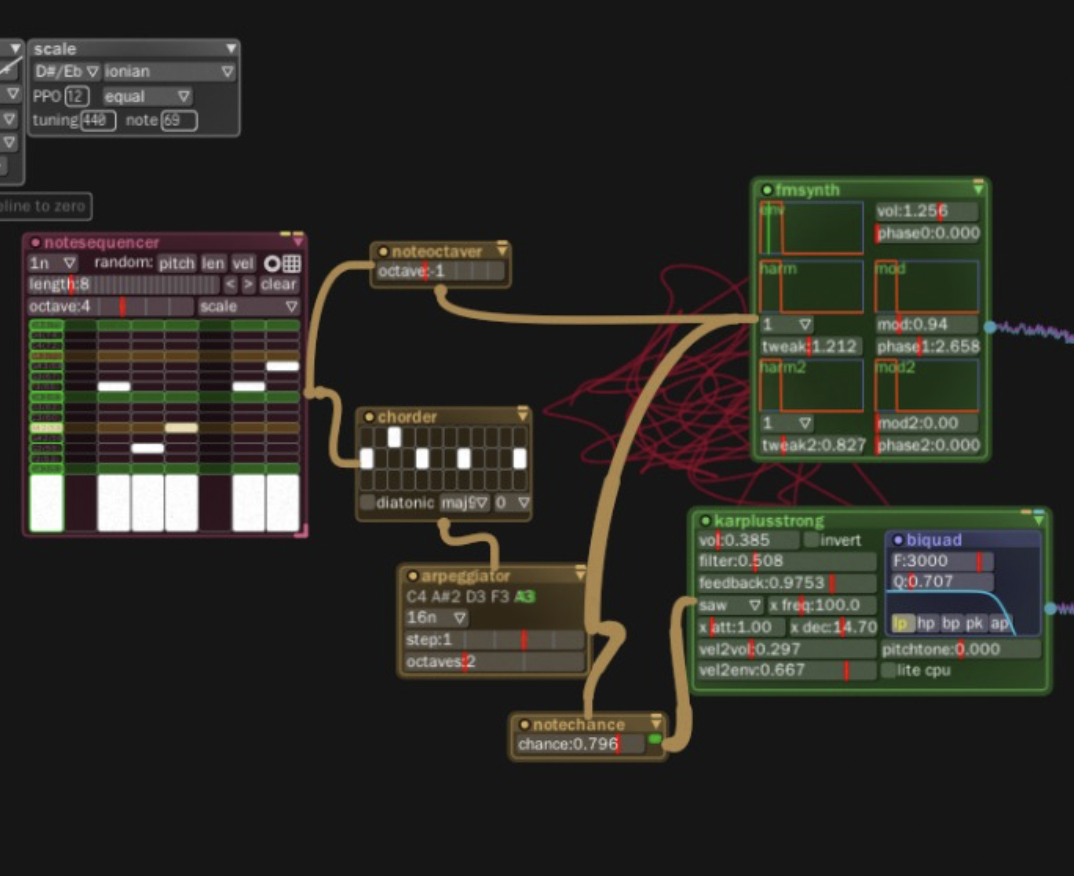 scale
D#/Eb ionian
PPO 12 equal
tuning 440 note 69
eline to zero
notesequencer
1n random: pitch len vel
length:8 < > clear
octave:4 scale
noteoctaver
octave:-1
chorder
diatonic maj9 0
arpeggiator
C4 A#2 D3 F3 A3
16n
step:1
octaves:2
notechance
chance:0.796
fmsynth
env vol:1.256
phase0:0.000
harm mod
1 mod:0.94
tweak:1.212 phase1:2.658
harm2 mod2
1 mod2:0.00
tweak2:0.827 phase2:0.000
karplusstrong
vol:0.385 invert
filter:0.508
feedback:0.9753
saw x freq:100.0
x att:1.00 x dec:14.70
vel2vol:0.297
vel2env:0.667
biquad
F:3000
Q:0.707
lp hp bp pk ap
pitchtone:0.000
lite cpu